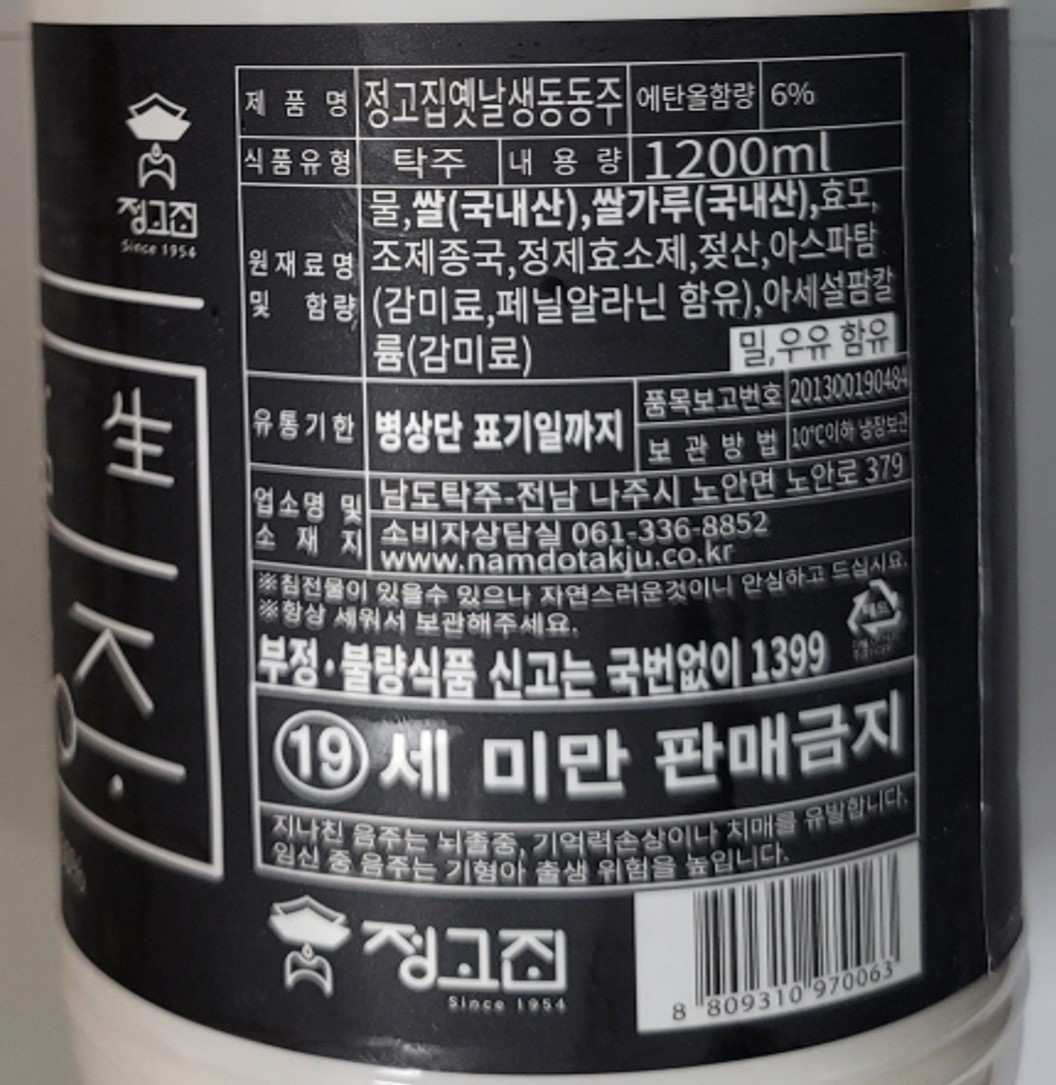 정고집
Since 1954
生
제품명 정고집옛날생동동주 에탄올함량 6%
식품유형 탁주 내용량 1200ml
원재료명 및 함량
물,쌀(국내산),쌀가루(국내산),효모,
조제종국,정제효소제,젖산,아스파탐
(감미료,페닐알라닌 함유),아세설팜칼
륨(감미료) 밀,우유 함유
유통기한 병상단 표기일까지
품목보고번호 201300190484
보관방법 10℃이하 냉장보관
업소명 및 소재지
남도탁주-전남 나주시 노안면 노안로 379
소비자상담실 061-336-8852
www.namdotakju.co.kr
※침전물이 있을수 있으나 자연스러운것이니 안심하고 드십시요.
※항상 세워서 보관해주세요.
부정·불량식품 신고는 국번없이 1399
페트
19세 미만 판매금지
지나친 음주는 뇌졸중, 기억력손상이나 치매를 유발합니다.
임신 중 음주는 기형아 출생 위험을 높입니다.
정고집
Since 1954
8 809310 970063